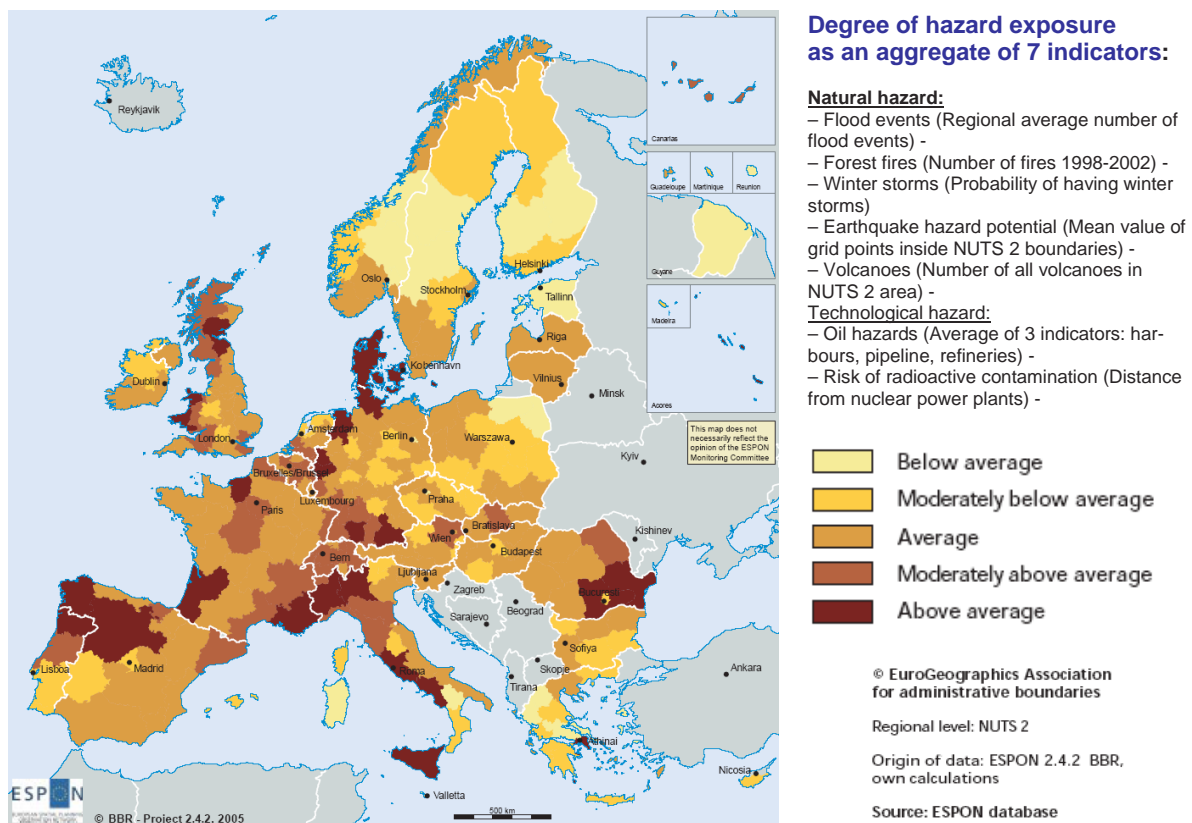 Degree of hazard exposure
as an aggregate of 7 indicators:
Natural hazard:
– Flood events (Regional average number of
flood events) -
– Forest fires (Number of fires 1998-2002) -
– Winter storms (Probability of having winter
storms)
– Earthquake hazard potential (Mean value of
grid points inside NUTS 2 boundaries) -
– Volcanoes (Number of all volcanoes in
NUTS 2 area) -
Technological hazard:
– Oil hazards (Average of 3 indicators: har-
bours, pipeline, refineries) -
– Risk of radioactive contamination (Distance
from nuclear power plants) -
Below average
Moderately below average
Average
Moderately above average
Above average
© EuroGeographics Association
for administrative boundaries
Regional level: NUTS 2
Origin of data: ESPON 2.4.2 BBR,
own calculations
Source: ESPON database
Reykjavik
Canarias
Guadeloupe
Martinique
Reunion
Guyane
Madeira
Acores
This map does not
necessarily reflect the
opinion of the ESPON
Monitoring Committee
Helsinki
Oslo
Tallinn
Stockholm
Riga
København
Dublin
Vilnius
Minsk
Amsterdam
Berlin
Warszawa
London
Kyiv
Bruxelles/Brussel
Praha
Luxembourg
Paris
Bratislava
Kishinev
Wien
Budapest
Bern
Ljubljana
Zagreb
Bucuresti
Beograd
Sarajevo
Sofiya
Madrid
Skopje
Lisboa
Roma
Tirana
Ankara
Athinai
Nicosia
Valletta
500 km
ESPON
© BBR - Project 2.4.2, 2005